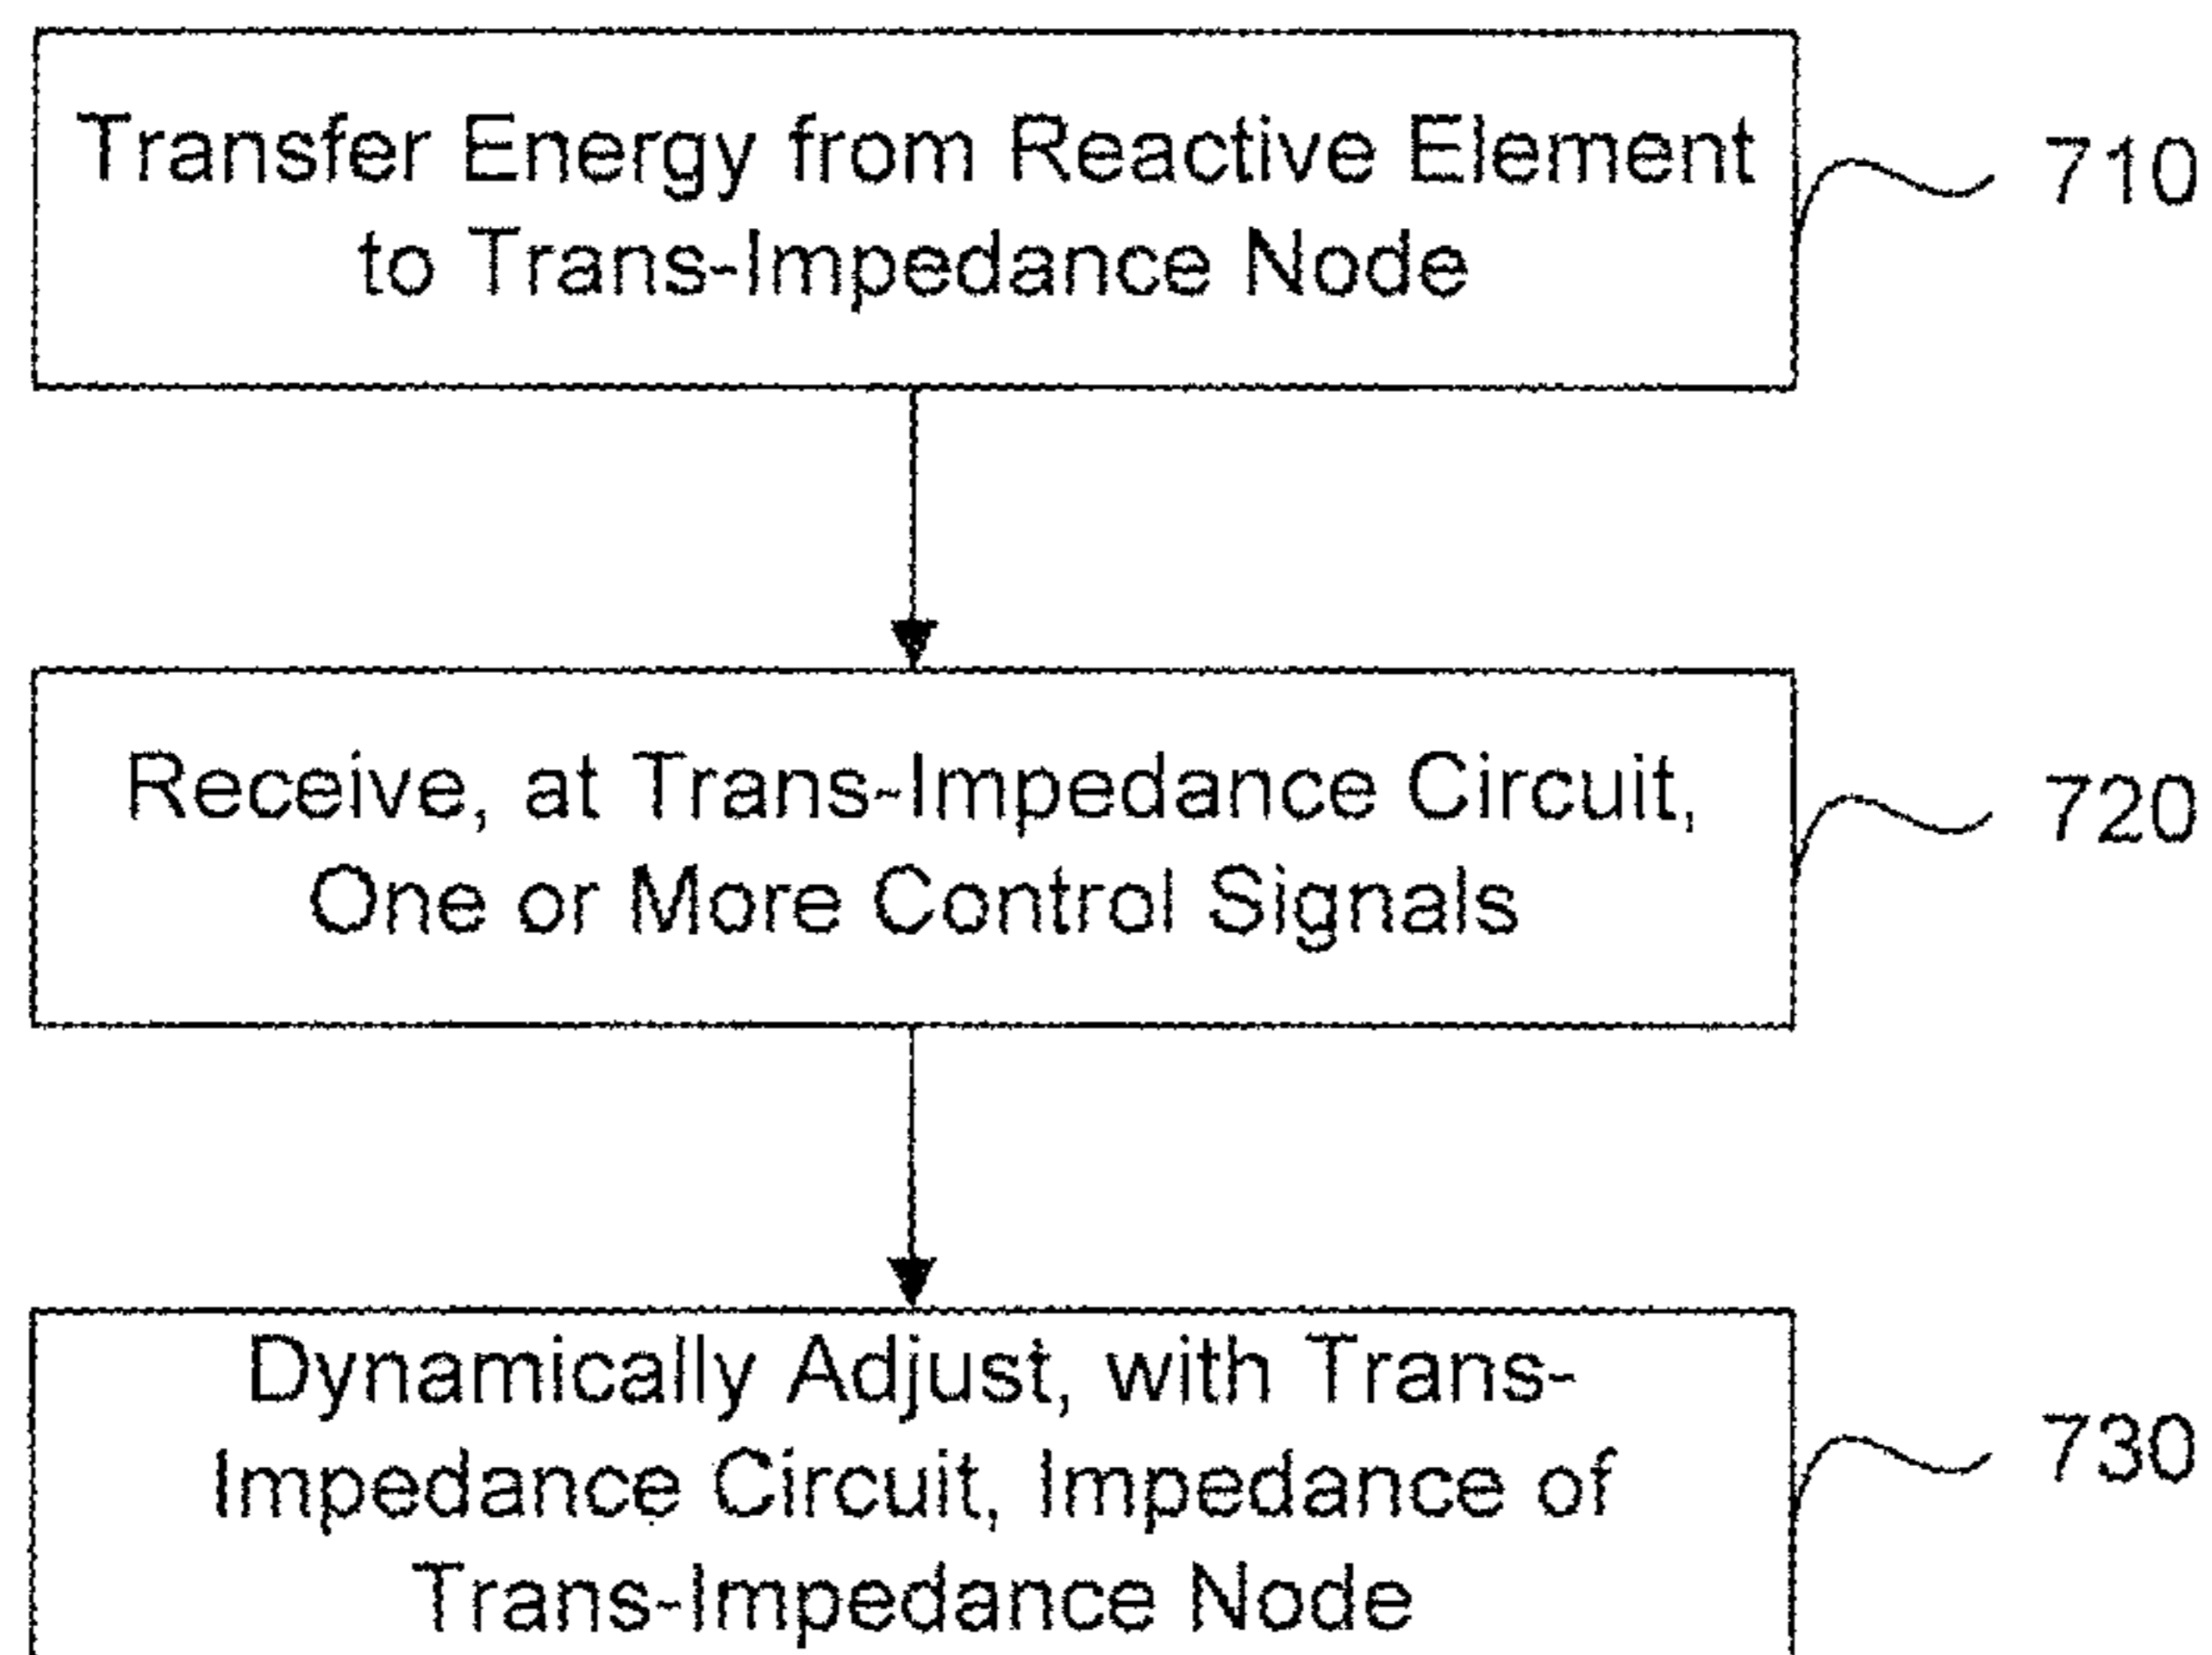 Transfer Energy from Reactive Element
to Trans-Impedance Node
710
Receive, at Trans-Impedance Circuit,
One or More Control Signals
720
Dynamically Adjust, with Trans-
Impedance Circuit, Impedance of
Trans-Impedance Node
730